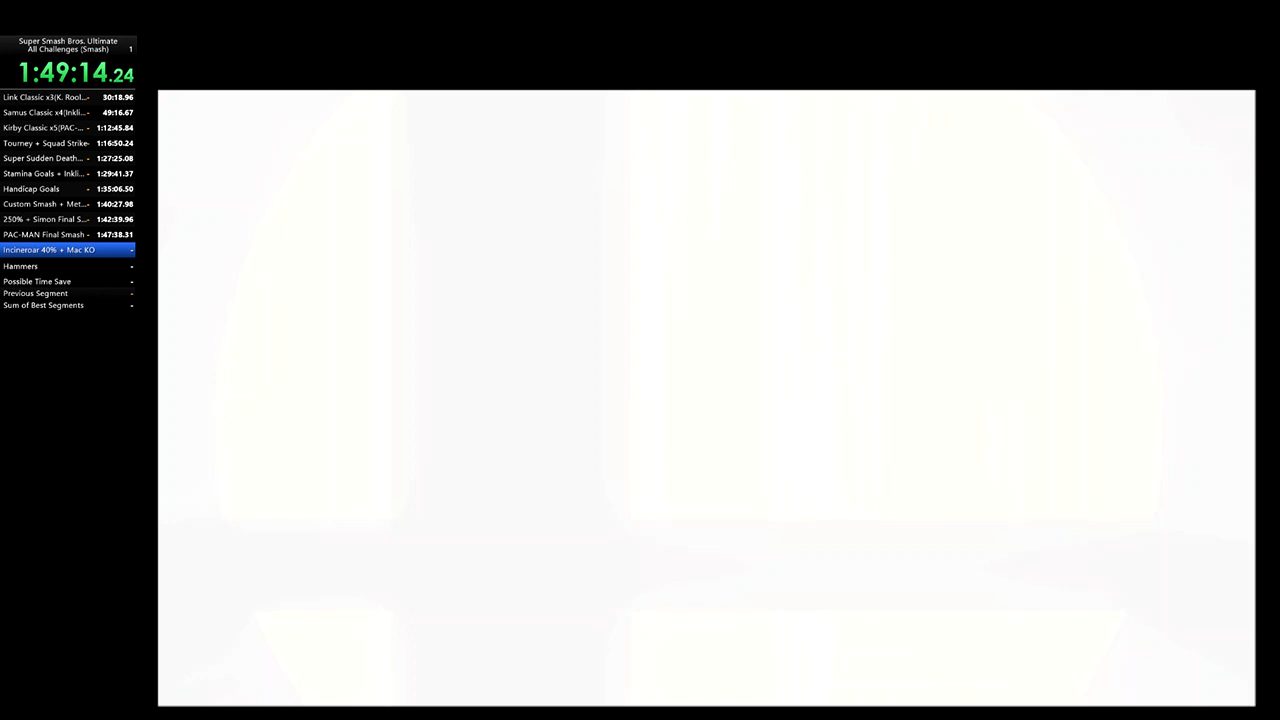 Super Smash Bros. Ultimate
All Challenges (Smash) 1
1:49:14.24
Link Classic x3(K. Rool... - 30:18.96
Samus Classic x4(Inkli... - 49:16.67
Kirby Classic x5(PAC-... - 1:12:45.84
Tourney + Squad Strike - 1:16:50.24
Super Sudden Death... - 1:27:25.08
Stamina Goals + Inkli... - 1:29:41.37
Handicap Goals - 1:35:06.50
Custom Smash + Met... - 1:40:27.98
250% + Simon Final S... - 1:42:39.96
PAC-MAN Final Smash - 1:47:38.31
Incineroar 40% + Mac KO -
Hammers -
Possible Time Save -
Previous Segment -
Sum of Best Segments -